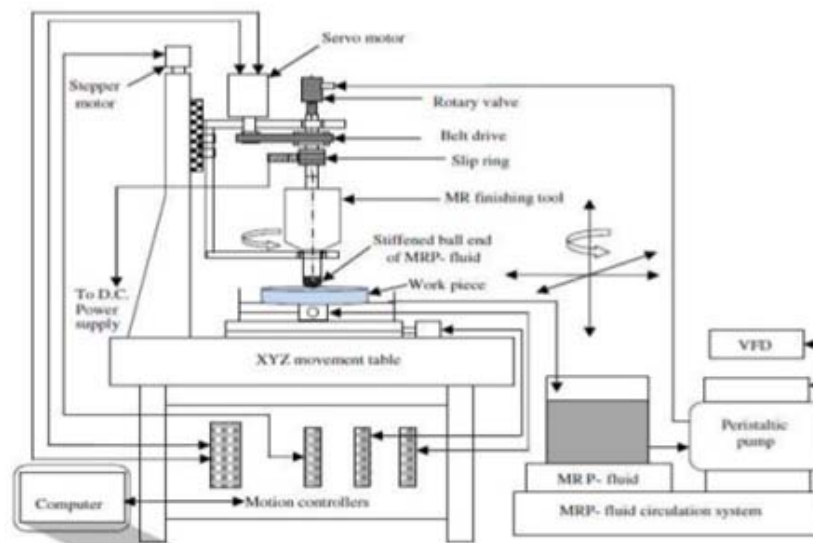 Servo motor
Stepper
motor
Rotary valve
Belt drive
Slip ring
MR finishing tool
Stiffened ball end
of MRP- fluid
Work piece
To D.C.
Power
supply
XYZ movement table
VFD
Peristaltic
pump
MRP- fluid
Computer
Motion controllers
MRP- fluid circulation system